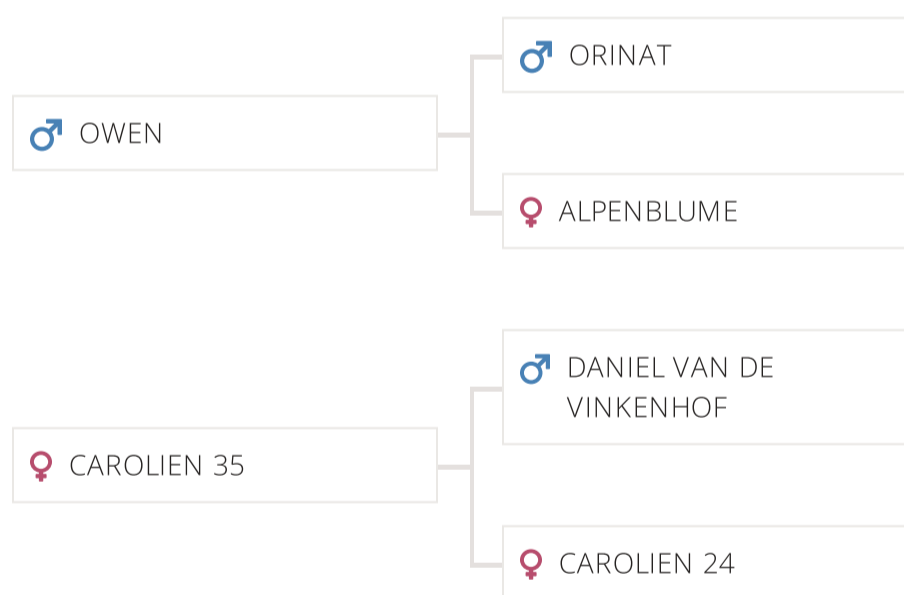 ORINAT
OWEN
ALPENBLUME
DANIEL VAN DE
VINKENHOF
CAROLIEN 35
CAROLIEN 24